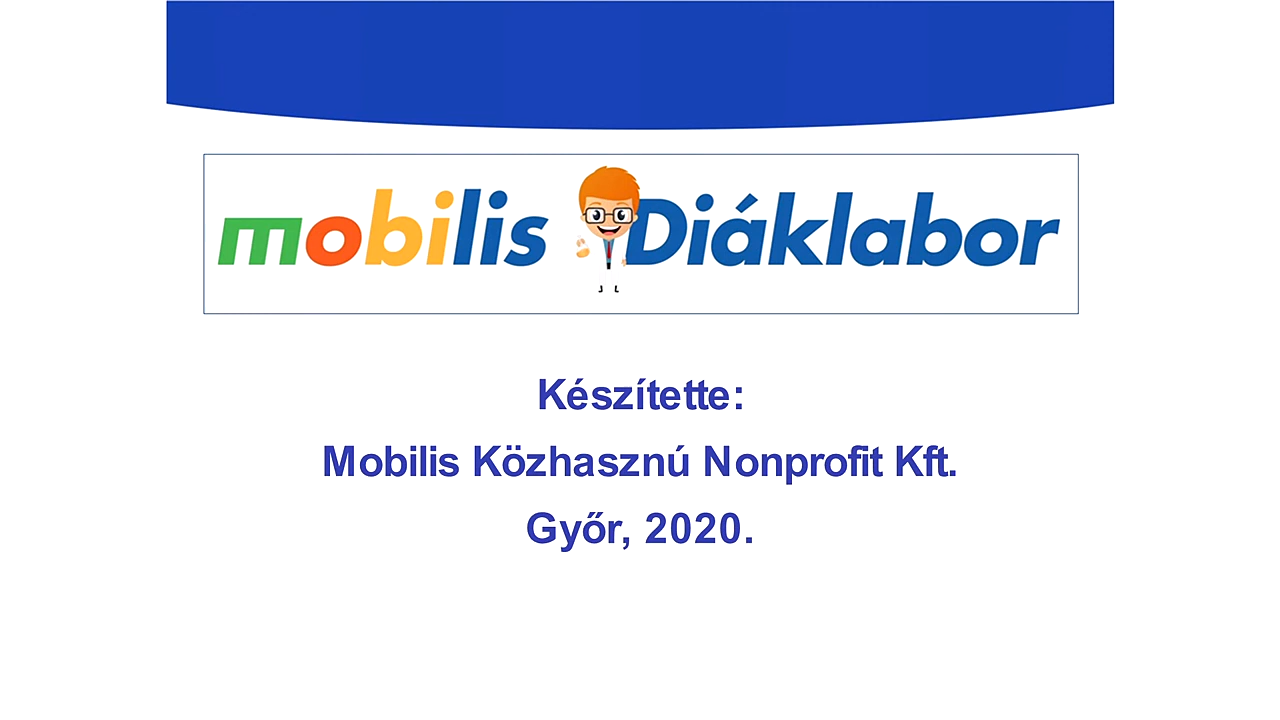 mobilis Diáklabor
Készítette:
Mobilis Közhasznú Nonprofit Kft.
Győr, 2020.